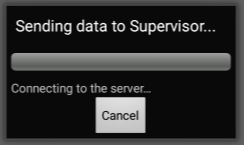 Sending data to Supervisor...
Connecting to the server...
Cancel